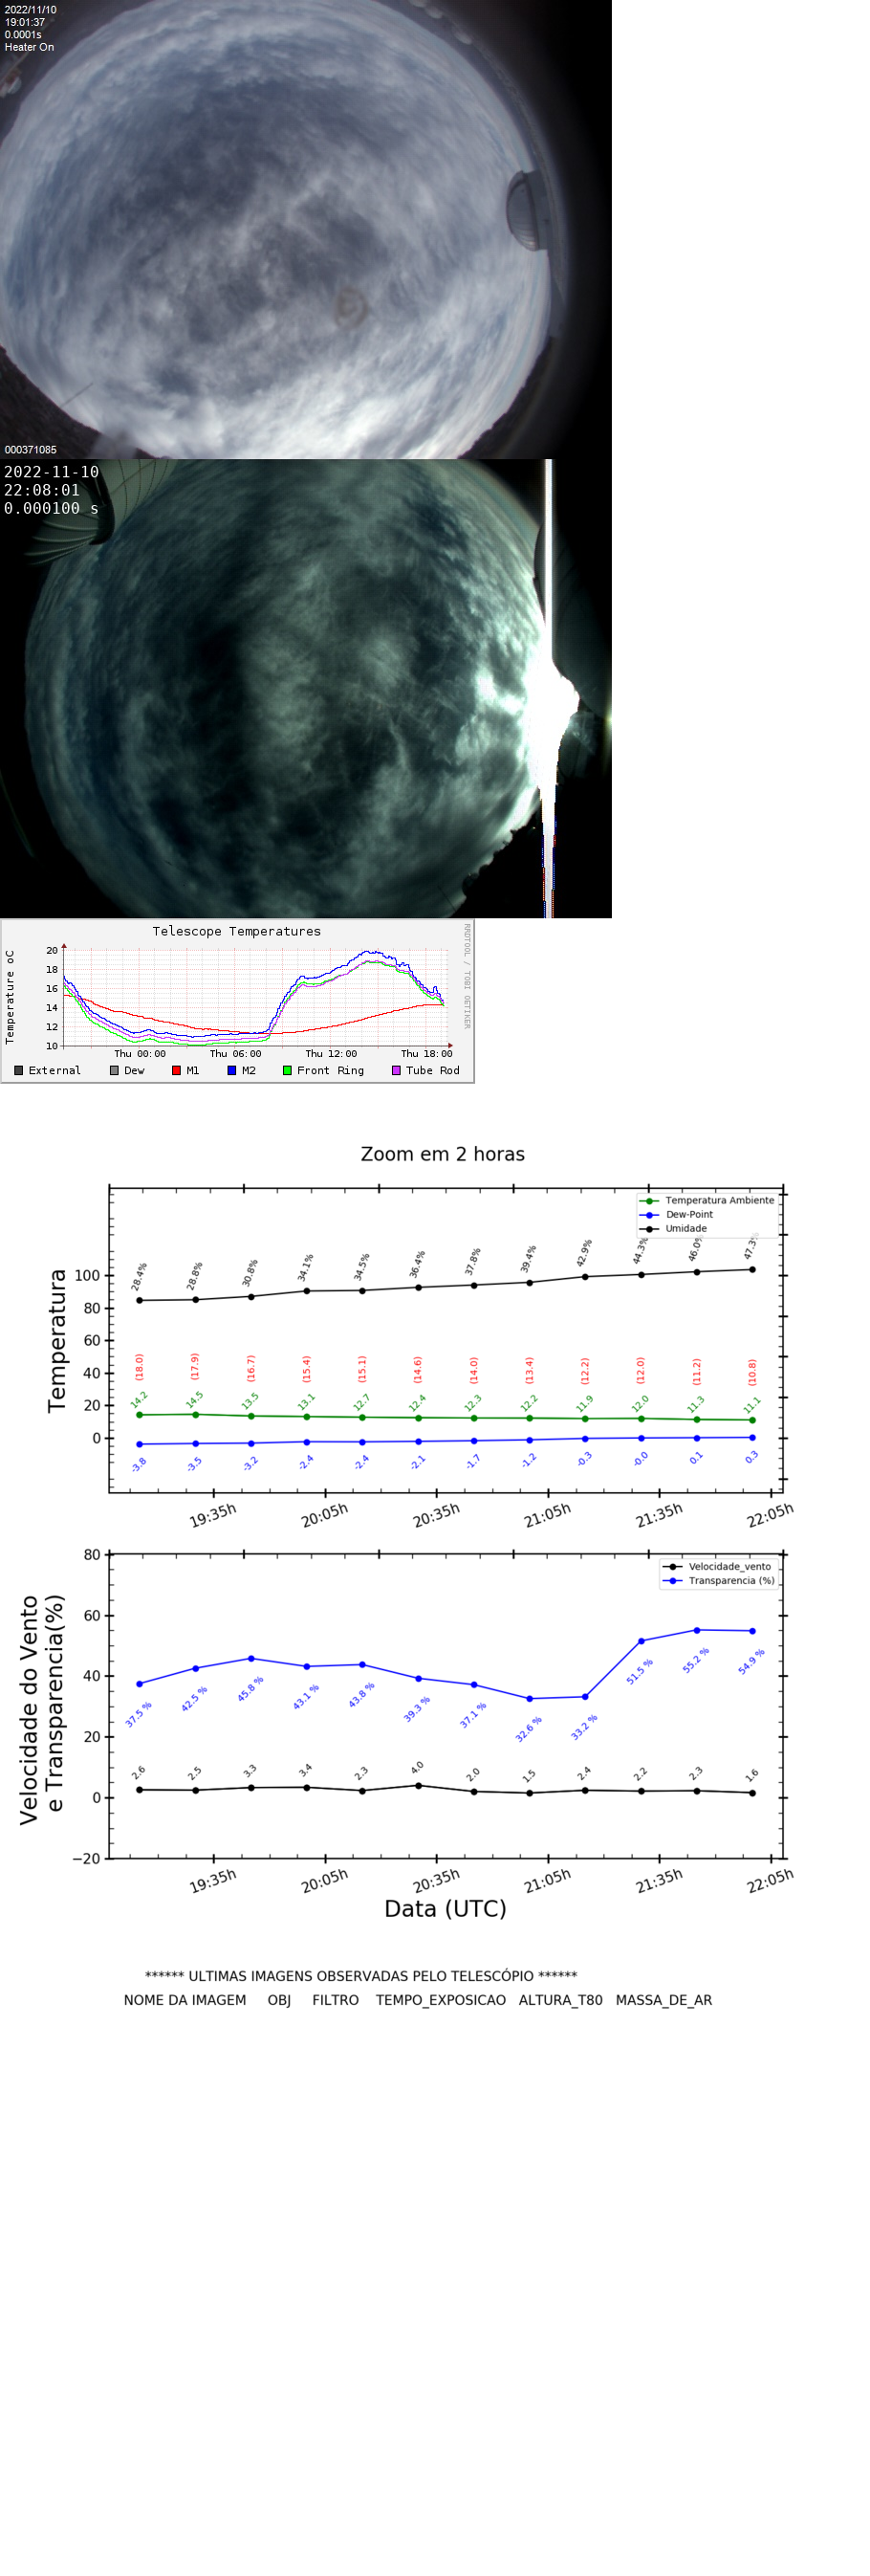 2022/11/10
19:01:37
0.0001s
Heater On
000371085
2022-11-10
22:08:01
0.000100 s
Telescope Temperatures
RRDTOOL / TOBI OETIKER
Temperature oC
20
18
16
14
12
10
Thu 00:00 Thu 06:00 Thu 12:00 Thu 18:00
External Dew M1 M2 Front Ring Tube Rod
Zoom em 2 horas
Temperatura Ambiente
Dew-Point
Umidade
Temperatura
100
80
60
40
20
0
28.4% 28.8% 30.8% 34.1% 34.5% 36.4% 37.8% 39.4% 42.9% 44.3% 46.0% 47.3%
(18.0) (17.9) (16.7) (15.4) (15.1) (14.6) (14.0) (13.4) (12.2) (12.0) (11.2) (10.8)
14.2 14.5 13.5 13.1 12.7 12.4 12.3 12.2 11.9 12.0 11.3 11.1
-3.8 -3.5 -3.2 -2.4 -2.4 -2.1 -1.7 -1.2 -0.3 -0.0 0.1 0.3
19:35h 20:05h 20:35h 21:05h 21:35h 22:05h
Velocidade_vento
Transparencia (%)
Velocidade do Vento
e Transparencia(%)
80
60
40
20
0
−20
37.5 % 42.5 % 45.8 % 43.1 % 43.8 % 39.3 % 37.1 % 32.6 % 33.2 % 51.5 % 55.2 % 54.9 %
2.6 2.5 3.3 3.4 2.3 4.0 2.0 1.5 2.4 2.2 2.3 1.6
19:35h 20:05h 20:35h 21:05h 21:35h 22:05h
Data (UTC)
****** ULTIMAS IMAGENS OBSERVADAS PELO TELESCÓPIO ******
NOME DA IMAGEM OBJ FILTRO TEMPO_EXPOSICAO ALTURA_T80 MASSA_DE_AR